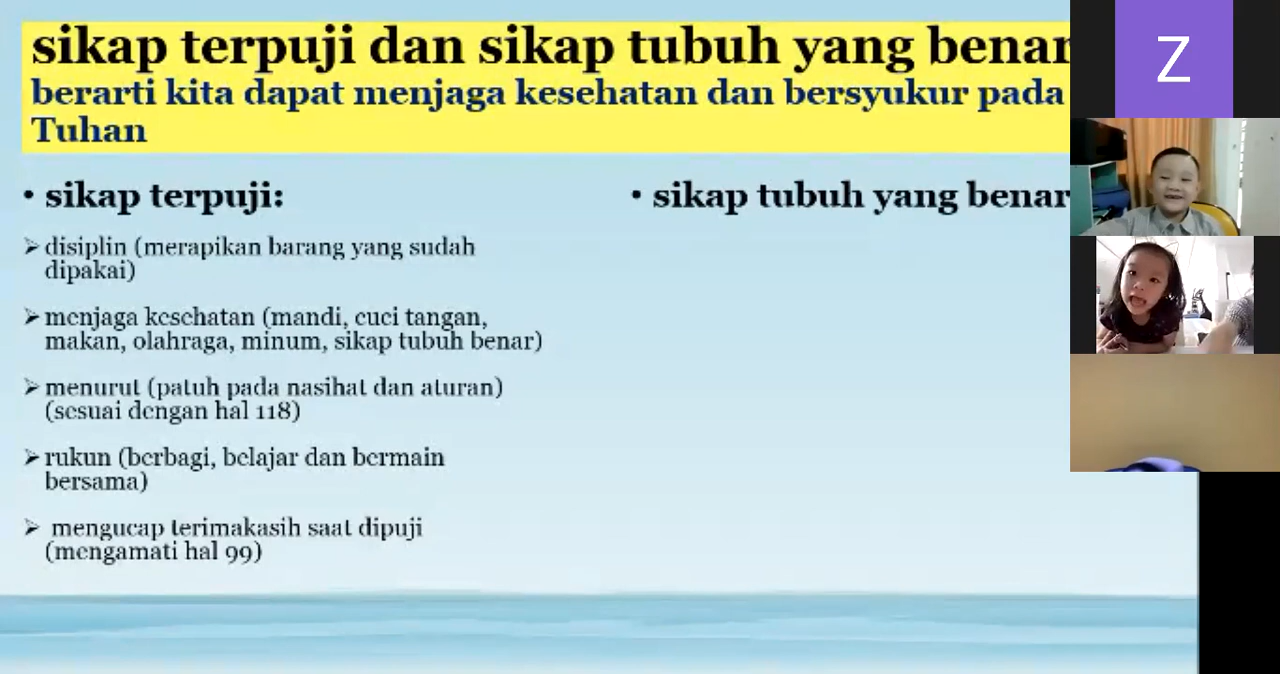 sikap terpuji dan sikap tubuh yang benar
berarti kita dapat menjaga kesehatan dan bersyukur pada
Tuhan
• sikap terpuji:
➢ disiplin (merapikan barang yang sudah
dipakai)
➢ menjaga kesehatan (mandi, cuci tangan,
makan, olahraga, minum, sikap tubuh benar)
➢ menurut (patuh pada nasihat dan aturan)
(sesuai dengan hal 118)
➢ rukun (berbagi, belajar dan bermain
bersama)
➢ mengucap terimakasih saat dipuji
(mengamati hal 99)
• sikap tubuh yang benar
Z